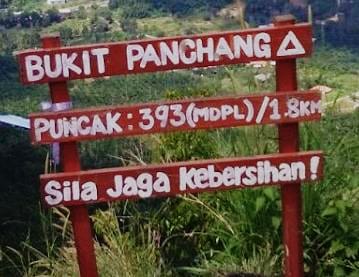 BUKIT PANCHANG
PUNCAK: 393(MDPL)/1.8KM
Sila Jaga Kebersihan!